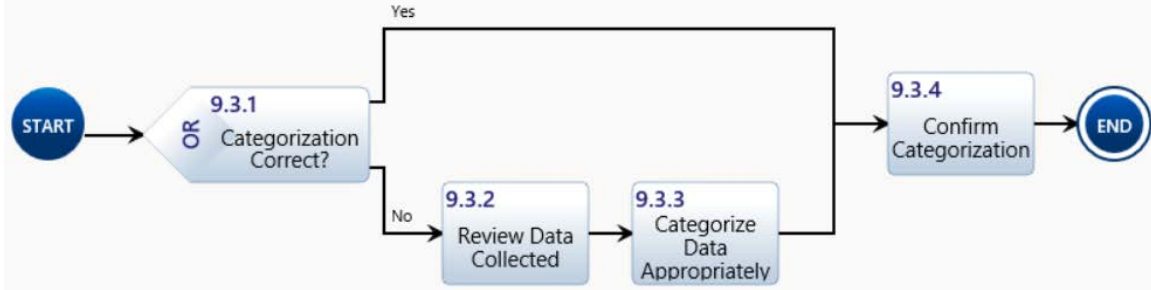 Yes
START
OR
9.3.1
Categorization
Correct?
9.3.4
Confirm
Categorization
END
No
9.3.2
Review Data
Collected
9.3.3
Categorize
Data
Appropriately